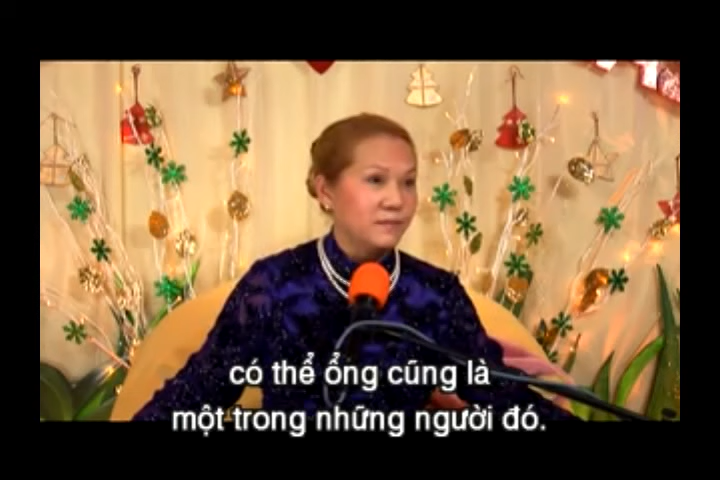 có thể ổng cũng là
một trong những người đó.